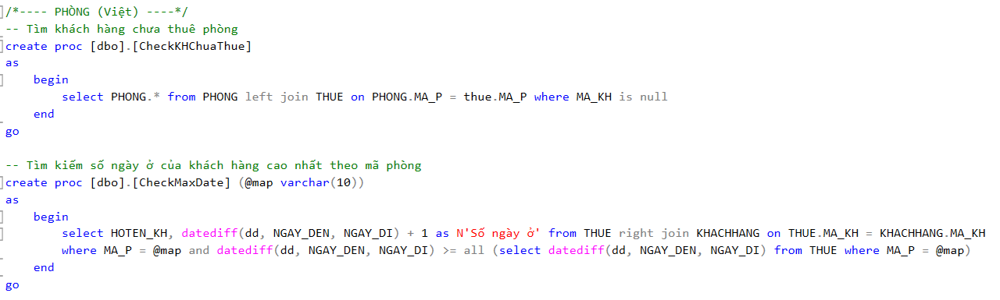 /*---- PHÒNG (Việt) ----*/
-- Tìm khách hàng chưa thuê phòng
create proc [dbo].[CheckKHChuaThue]
as
    begin
        select PHONG.* from PHONG left join THUE on PHONG.MA_P = thue.MA_P where MA_KH is null
    end
go

-- Tìm kiếm số ngày ở của khách hàng cao nhất theo mã phòng
create proc [dbo].[CheckMaxDate] (@map varchar(10))
as
    begin
        select HOTEN_KH, datediff(dd, NGAY_DEN, NGAY_DI) + 1 as N'Số ngày ở' from THUE right join KHACHHANG on THUE.MA_KH = KHACHHANG.MA_KH
        where MA_P = @map and datediff(dd, NGAY_DEN, NGAY_DI) >= all (select datediff(dd, NGAY_DEN, NGAY_DI) from THUE where MA_P = @map)
    end
go